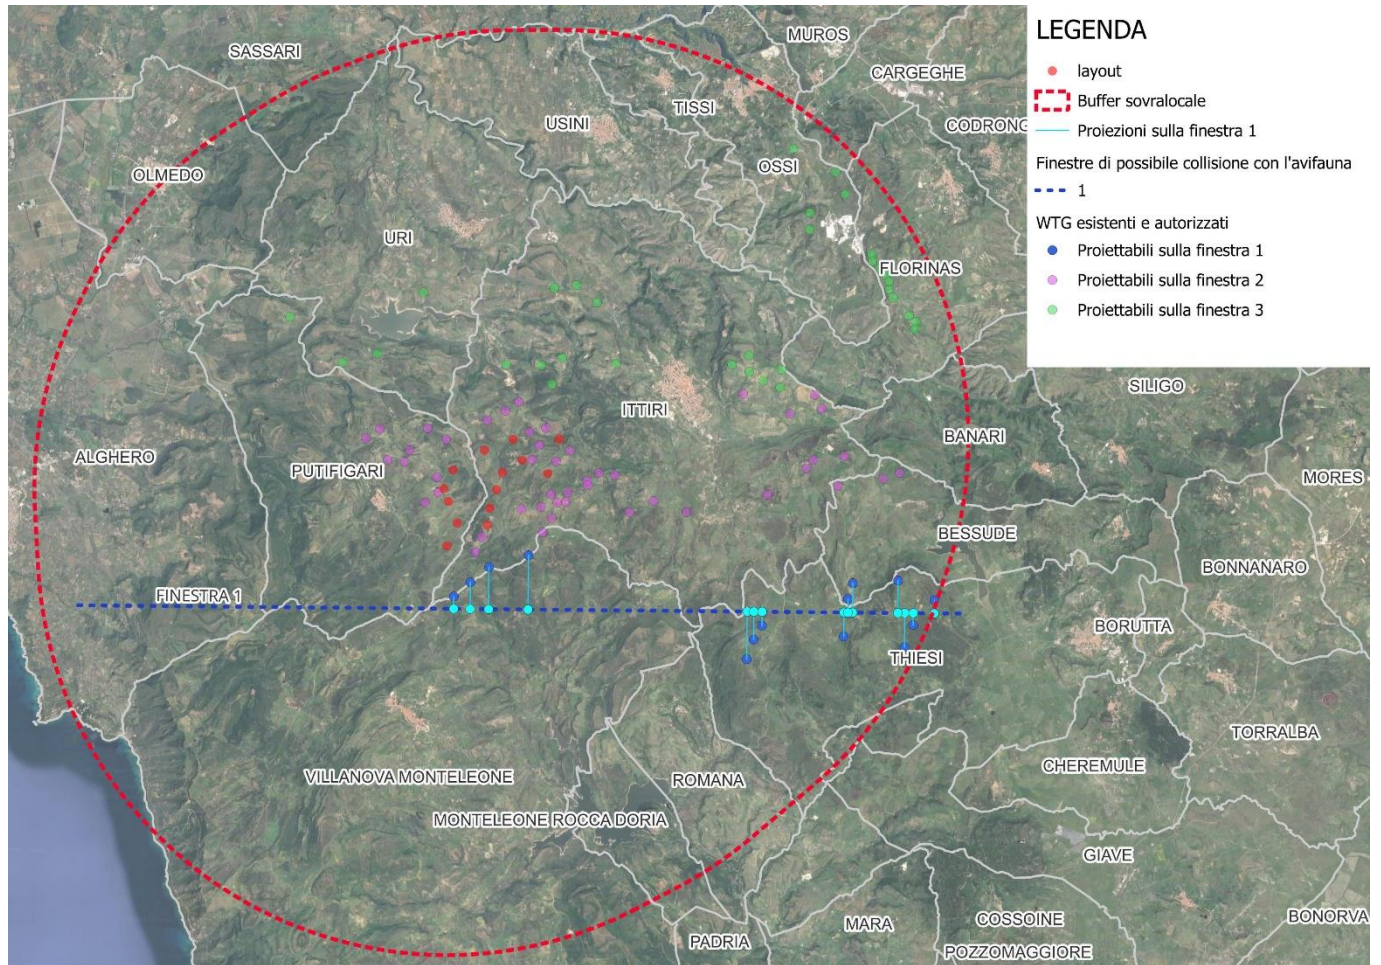 SASSARI
MUROS
CARGEGHE
TISSI
USINI
CODRONG
OSSI
OLMEDO
URI
FLORINAS
SILIGO
ITTIRI
BANARI
ALGHERO
PUTIFIGARI
MORES
BESSUDE
BONNANARO
FINESTRA 1
BORUTTA
THIESI
TORRALBA
CHEREMULE
VILLANOVA MONTELEONE
ROMANA
MONTELEONE ROCCA DORIA
GIAVE
MARA
COSSOINE
BONORVA
PADRIA
POZZOMAGGIORE
LEGENDA
layout
Buffer sovralocale
Proiezioni sulla finestra 1
Finestre di possibile collisione con l'avifauna
1
WTG esistenti e autorizzati
Proiettabili sulla finestra 1
Proiettabili sulla finestra 2
Proiettabili sulla finestra 3